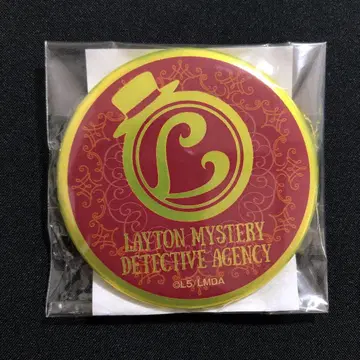 L
LAYTON MYSTERY
DETECTIVE AGENCY
©L5/LMDA